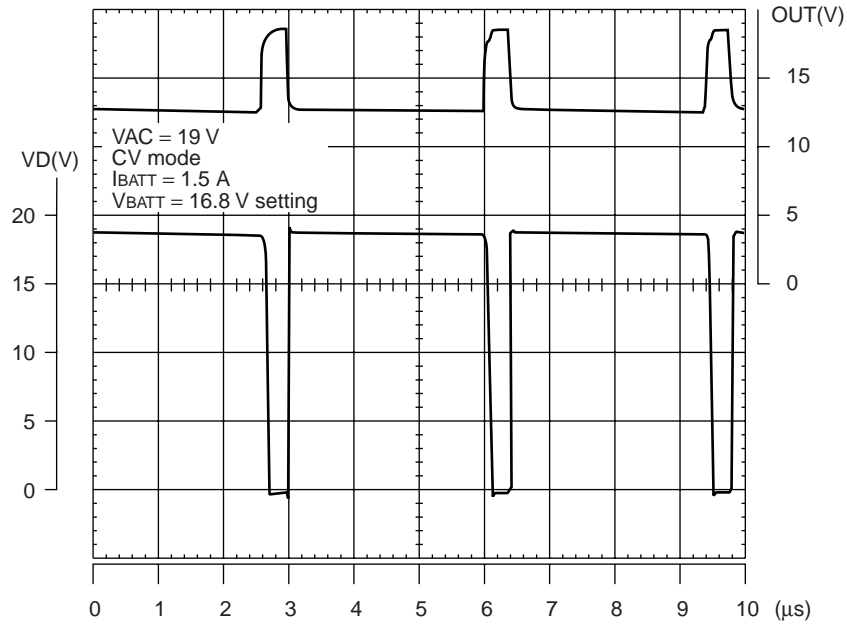 OUT(V)
15
10
5
0
VAC = 19 V
CV mode
IBATT = 1.5 A
VBATT = 16.8 V setting
VD(V)
20
15
10
5
0
0 1 2 3 4 5 6 7 8 9 10 (μs)